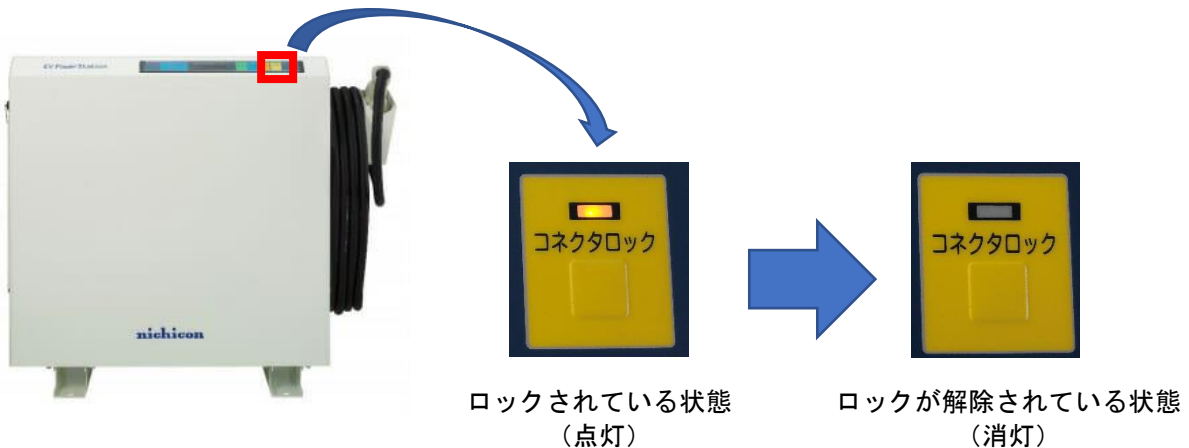 EV Power Station
コネクタロック
コネクタロック
nichicon
ロックされている状態
（点灯）
ロックが解除されている状態
（消灯）